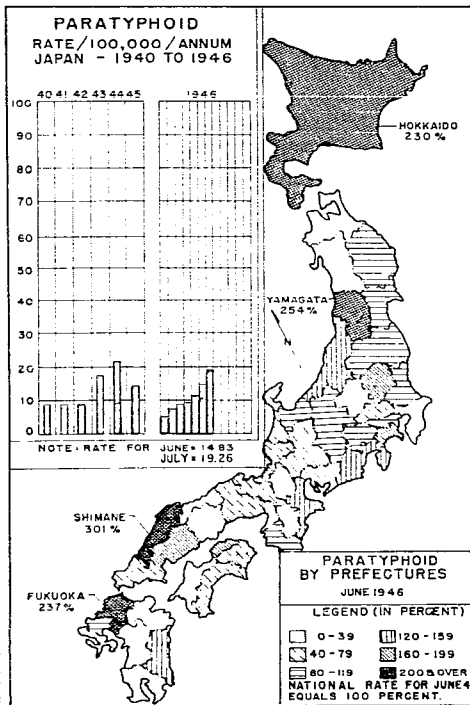 PARATYPHOID
RATE/100,000/ANNUM
JAPAN - 1940 TO 1946
40 41 42 43 44 45
1946
100
90
80
70
60
50
40
30
20
10
0
NOTE: RATE FOR JUNE=14.83
JULY=19.26
HOKKAIDO
230%
YAMAGATA
254%
N
SHIMANE
301%
FUKUOKA
237%
PARATYPHOID
BY PREFECTURES
JUNE 1946
LEGEND (IN PERCENT)
0-39
120-159
40-79
160-199
80-119
200 & OVER
NATIONAL RATE FOR JUNE
EQUALS 100 PERCENT.